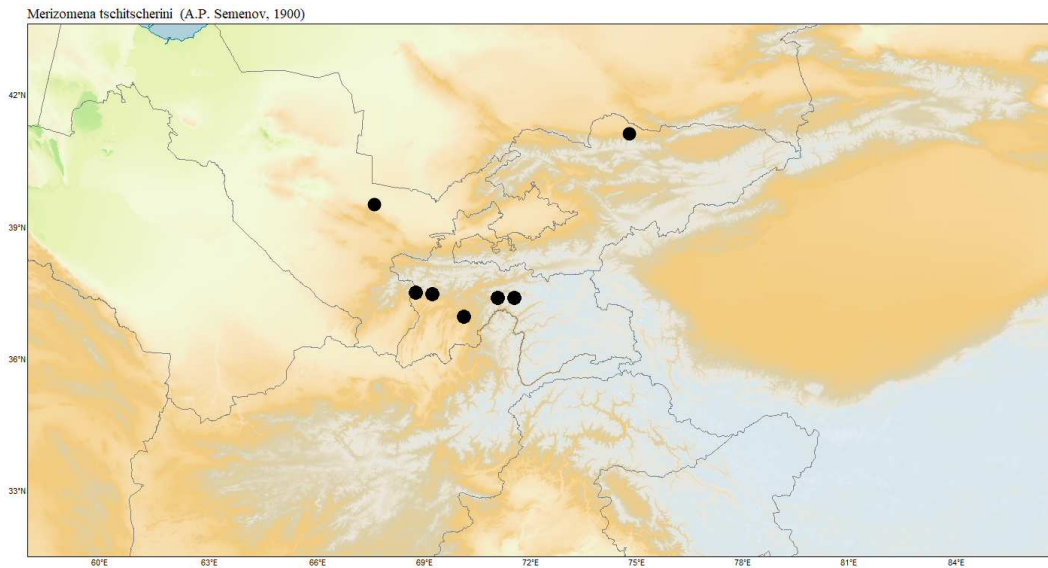 Merizomena tschitscherini (A.P. Semenov, 1900)
42°N
39°N
36°N
33°N
60°E 63°E 66°E 69°E 72°E 75°E 78°E 81°E 84°E